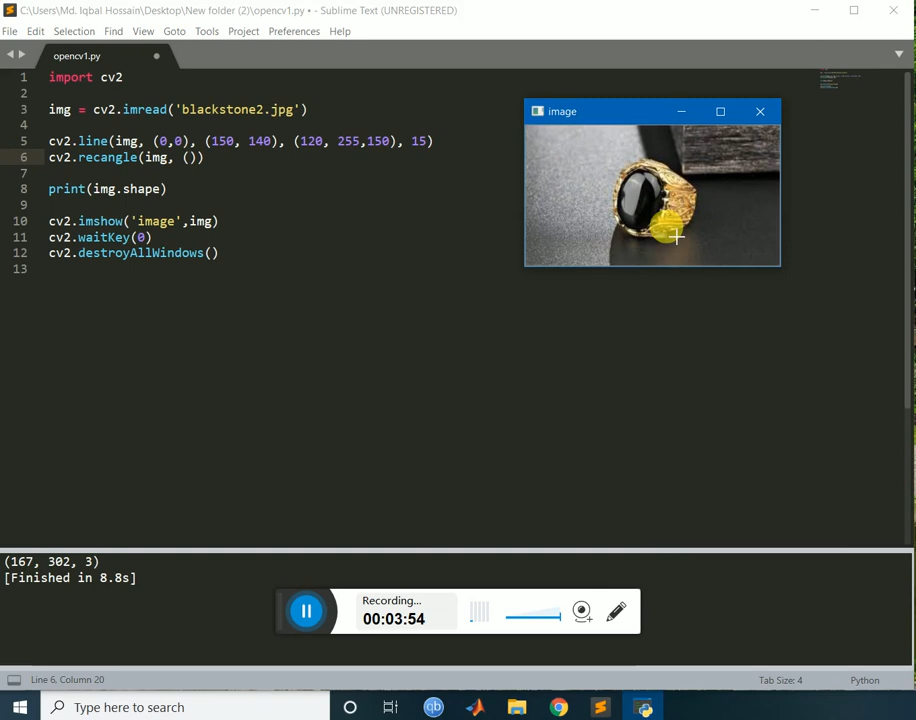 C:\Users\Md. Iqbal Hossain\Desktop\New folder (2)\opencv1.py • - Sublime Text (UNREGISTERED)
File Edit Selection Find View Goto Tools Project Preferences Help
opencv1.py
1 import cv2
2
3 img = cv2.imread('blackstone2.jpg')
4
5 cv2.line(img, (0,0), (150, 140), (120, 255,150), 15)
6 cv2.recangle(img, ())
7
8 print(img.shape)
9
10 cv2.imshow('image',img)
11 cv2.waitKey(0)
12 cv2.destroyAllWindows()
13
image
(167, 302, 3)
[Finished in 8.8s]
Recording...
00:03:54
Line 6, Column 20 Tab Size: 4 Python
Type here to search
qb